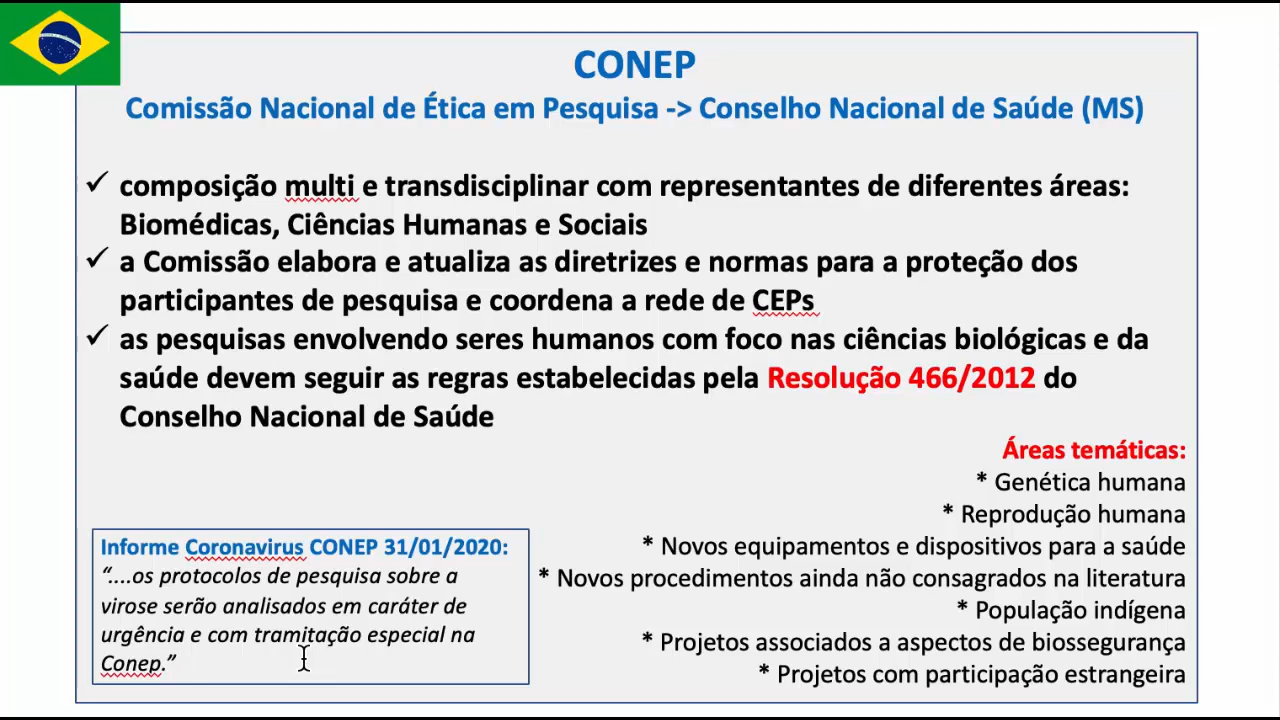 CONEP
Comissão Nacional de Ética em Pesquisa -> Conselho Nacional de Saúde (MS)
✓ composição multi e transdisciplinar com representantes de diferentes áreas:
Biomédicas, Ciências Humanas e Sociais
✓ a Comissão elabora e atualiza as diretrizes e normas para a proteção dos
participantes de pesquisa e coordena a rede de CEPs
✓ as pesquisas envolvendo seres humanos com foco nas ciências biológicas e da
saúde devem seguir as regras estabelecidas pela Resolução 466/2012 do
Conselho Nacional de Saúde
Áreas temáticas:
* Genética humana
* Reprodução humana
* Novos equipamentos e dispositivos para a saúde
* Novos procedimentos ainda não consagrados na literatura
* População indígena
* Projetos associados a aspectos de biossegurança
* Projetos com participação estrangeira
Informe Coronavirus CONEP 31/01/2020:
“....os protocolos de pesquisa sobre a
virose serão analisados em caráter de
urgência e com tramitação especial na
Conep.”